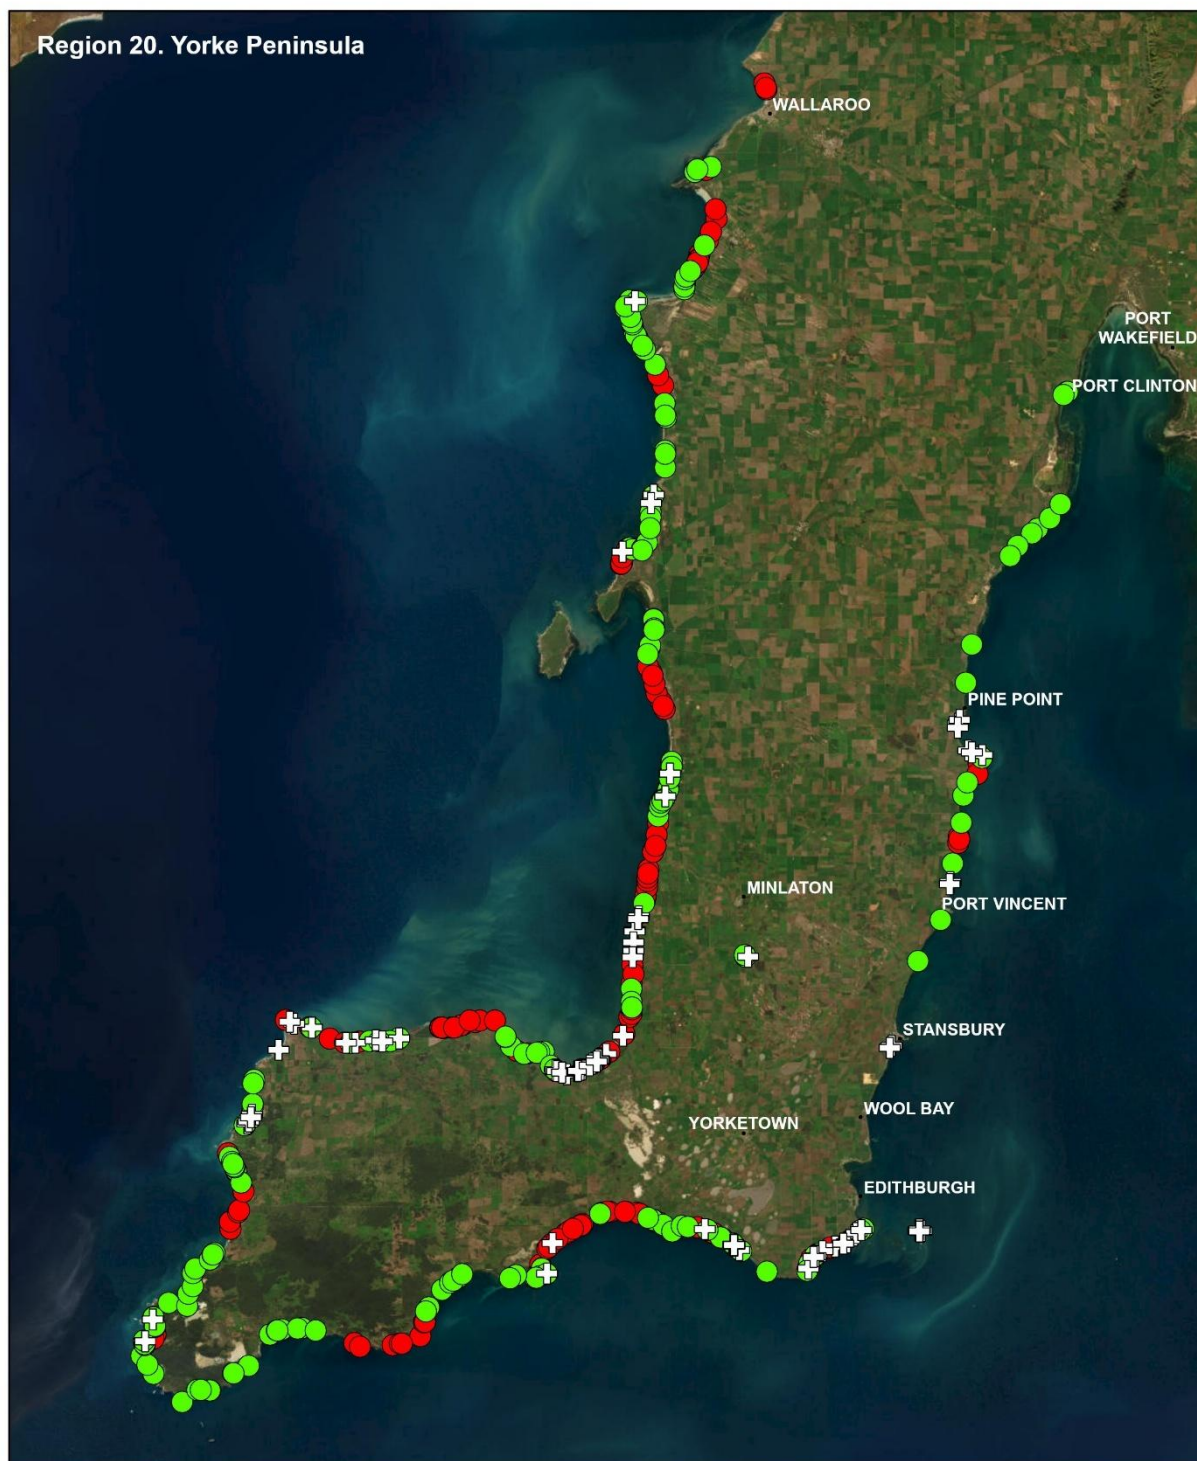 Region 20. Yorke Peninsula
WALLAROO
PORT
WAKEFIELD
PORT CLINTON
PINE POINT
MINLATON
PORT VINCENT
STANSBURY
WOOL BAY
YORKETOWN
EDITHBURGH